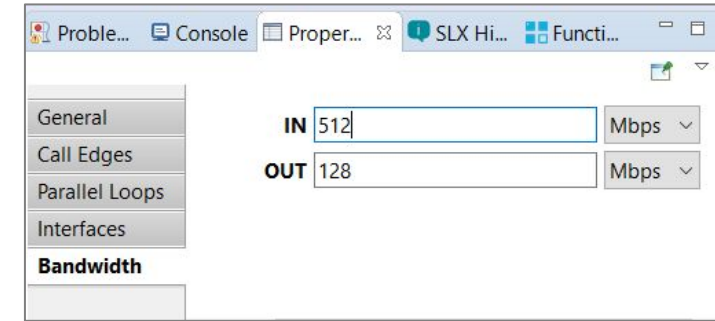 Proble... Console Proper... SLX Hi... Functi...
General
Call Edges
Parallel Loops
Interfaces
Bandwidth
IN 512 Mbps
OUT 128 Mbps